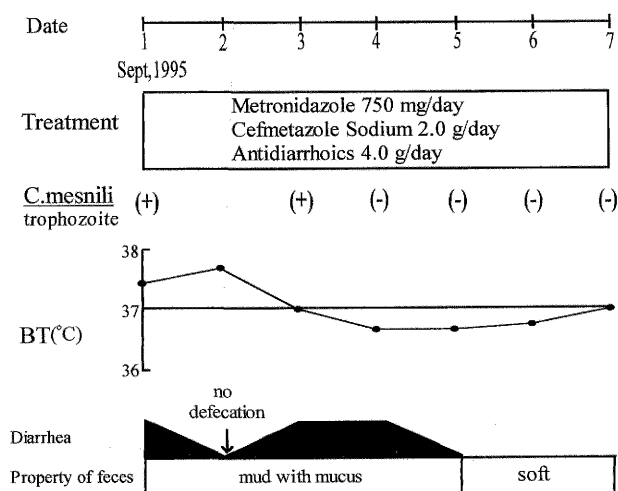 Date
1 2 3 4 5 6 7
Sept,1995
Treatment
Metronidazole 750 mg/day
Cefmetazole Sodium 2.0 g/day
Antidiarrhoics 4.0 g/day
C.mesnili
trophozoite
(+) (+) (-) (-) (-) (-)
BT(°C)
38
37
36
no
defecation
Diarrhea
Property of feces mud with mucus soft